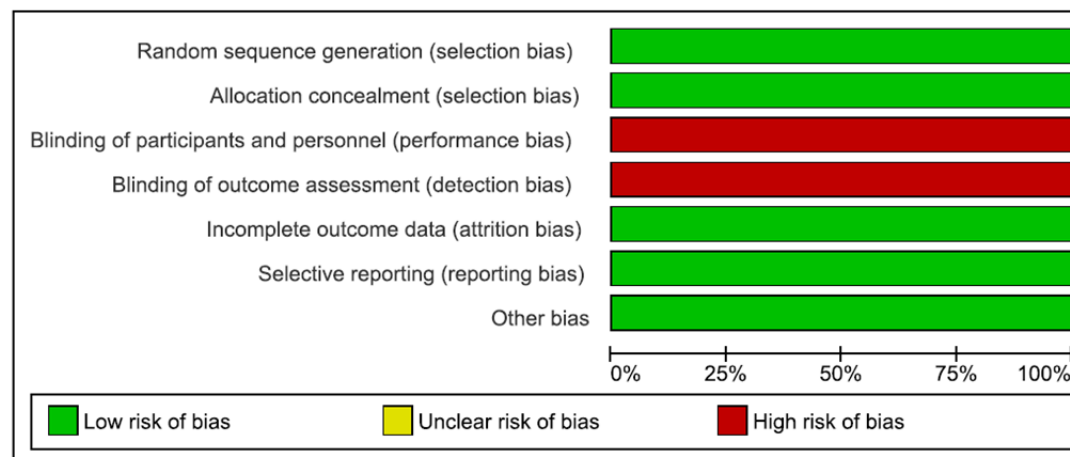 Random sequence generation (selection bias)
Allocation concealment (selection bias)
Blinding of participants and personnel (performance bias)
Blinding of outcome assessment (detection bias)
Incomplete outcome data (attrition bias)
Selective reporting (reporting bias)
Other bias
0% 25% 50% 75% 100%
Low risk of bias Unclear risk of bias High risk of bias